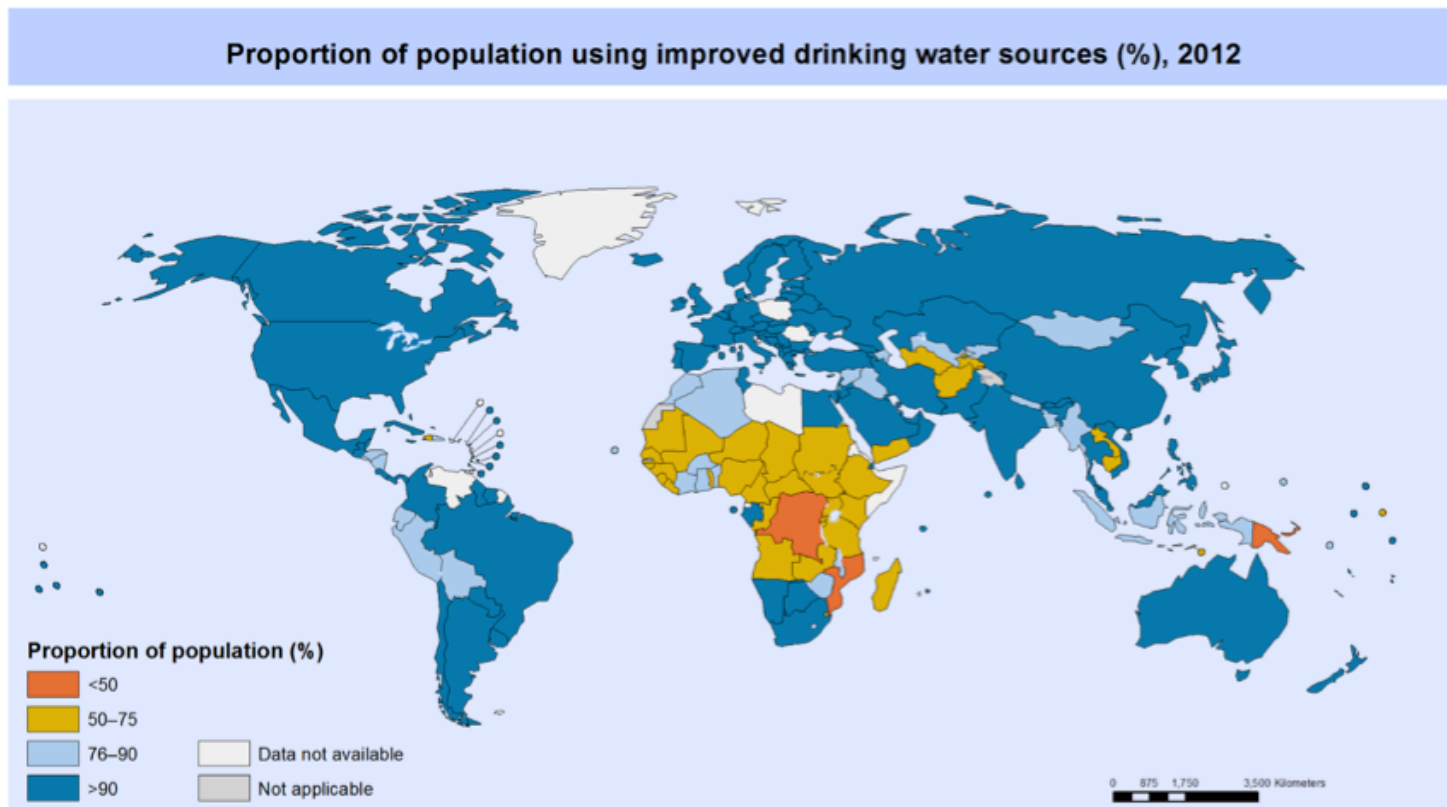 Proportion of population using improved drinking water sources (%), 2012
Proportion of population (%)
<50
50–75
76–90
>90
Data not available
Not applicable
0 875 1,750 3,500 Kilometers